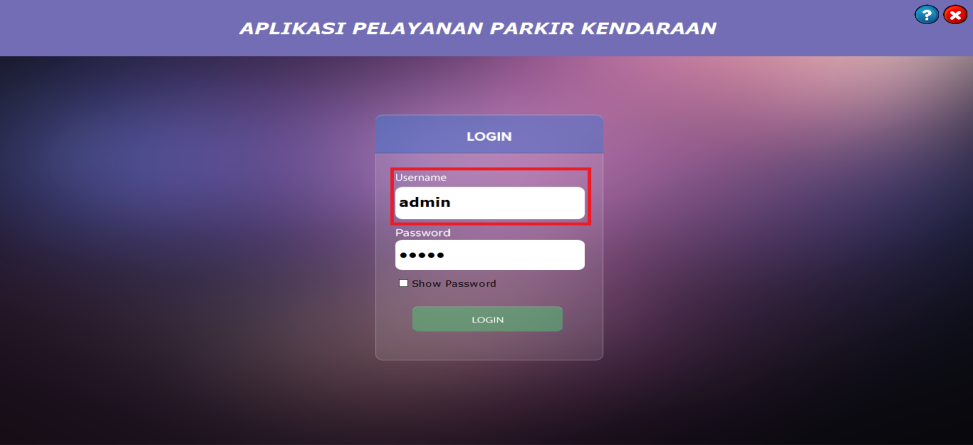 APLIKASI PELAYANAN PARKIR KENDARAAN
?
LOGIN
Username
admin
Password
•••••
Show Password
LOGIN